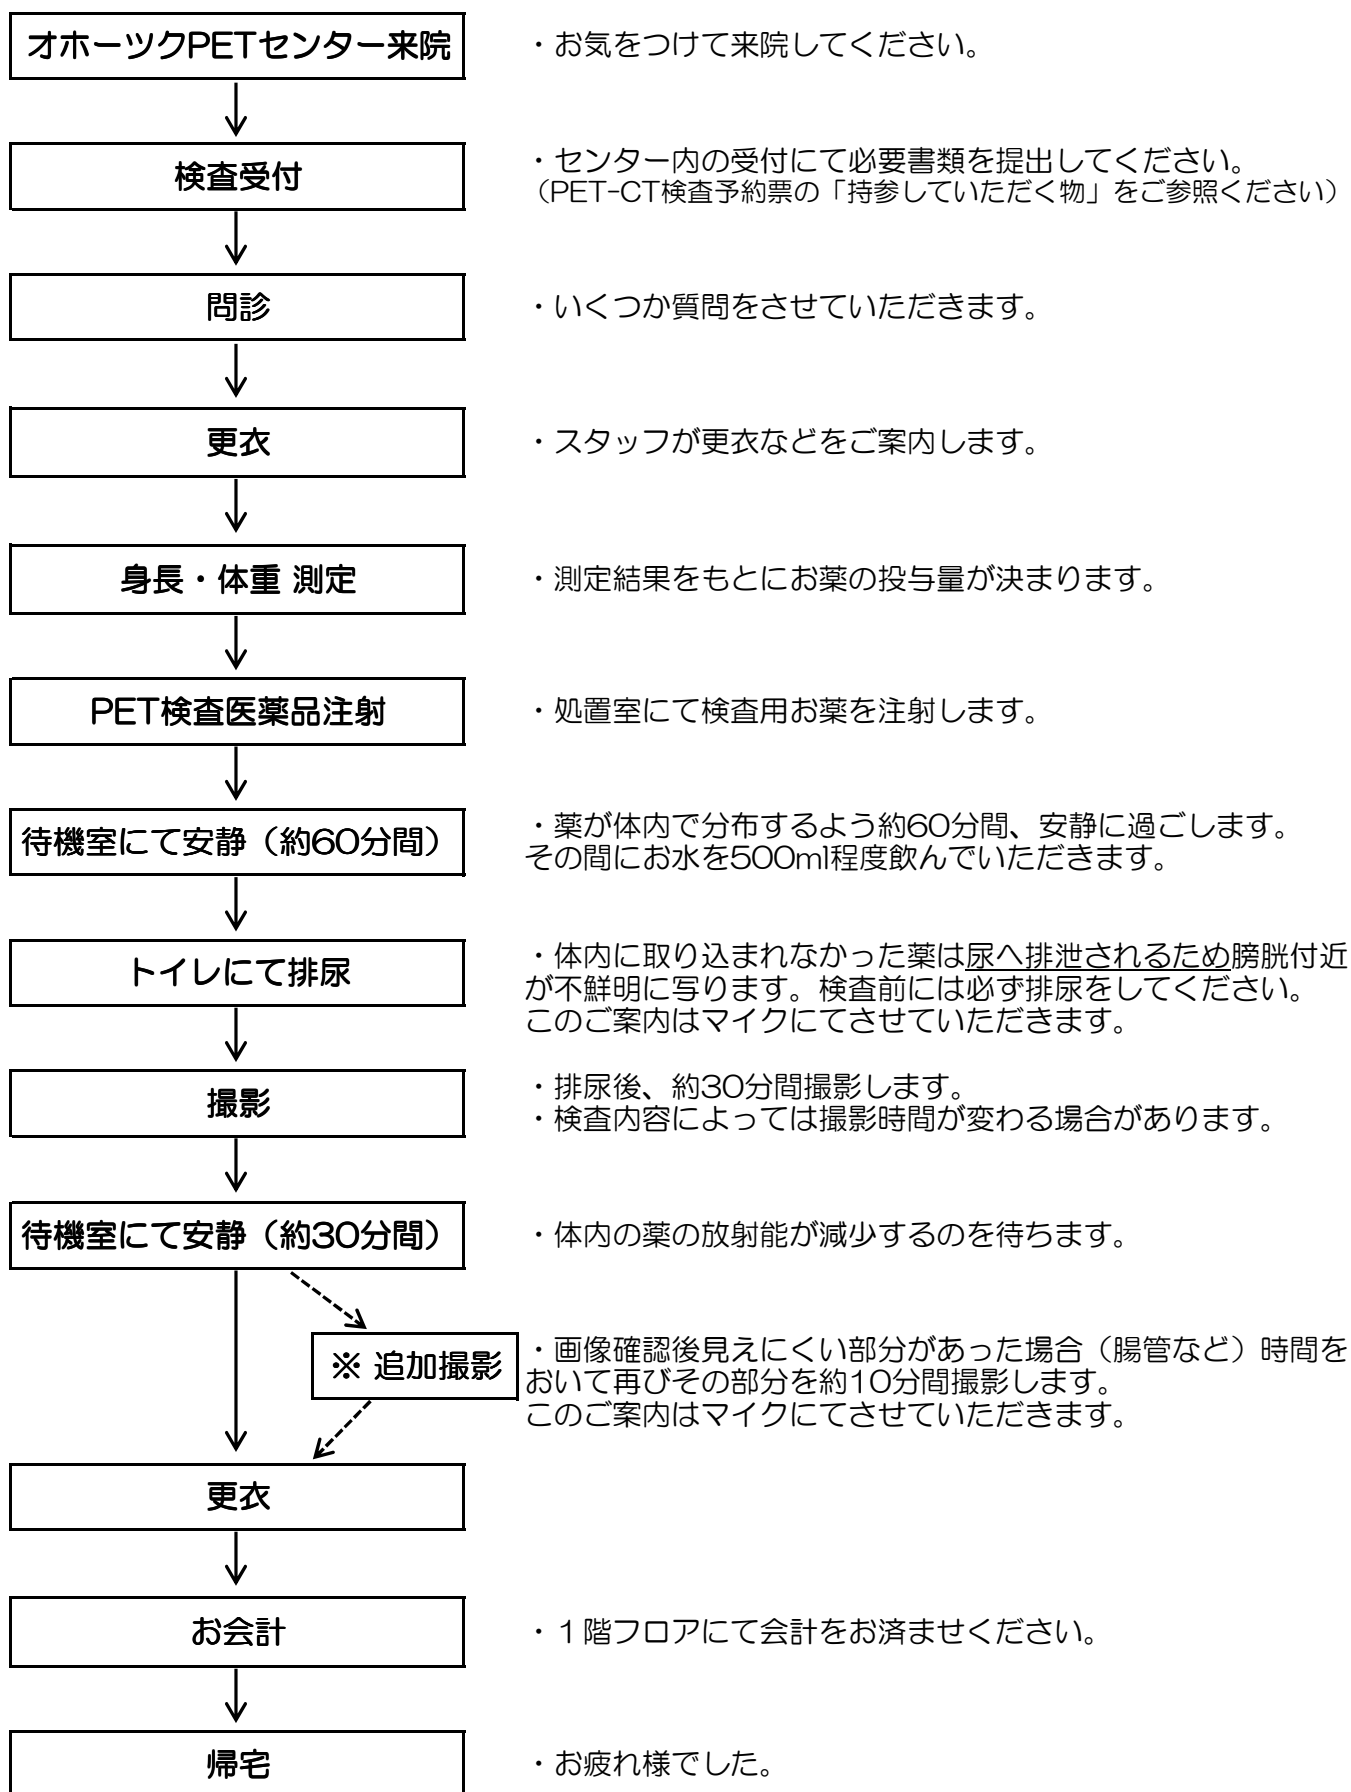 オホーツクPETセンター来院
・お気をつけて来院してください。
検査受付
・センター内の受付にて必要書類を提出してください。
（PET-CT検査予約票の「持参していただく物」をご参照ください）
問診
・いくつか質問をさせていただきます。
更衣
・スタッフが更衣などをご案内します。
身長・体重 測定
・測定結果をもとにお薬の投与量が決まります。
PET検査医薬品注射
・処置室にて検査用お薬を注射します。
待機室にて安静（約60分間）
・薬が体内で分布するよう約60分間、安静に過ごします。
その間にお水を500ml程度飲んでいただきます。
トイレにて排尿
・体内に取り込まれなかった薬は尿へ排泄されるため膀胱付近
が不鮮明に写ります。検査前には必ず排尿をしてください。
このご案内はマイクにてさせていただきます。
撮影
・排尿後、約30分間撮影します。
・検査内容によっては撮影時間が変わる場合があります。
待機室にて安静（約30分間）
・体内の薬の放射能が減少するのを待ちます。
※ 追加撮影
・画像確認後見えにくい部分があった場合（腸管など）時間を
おいて再びその部分を約10分間撮影します。
このご案内はマイクにてさせていただきます。
更衣
お会計
・１階フロアにて会計をお済ませください。
帰宅
・お疲れ様でした。